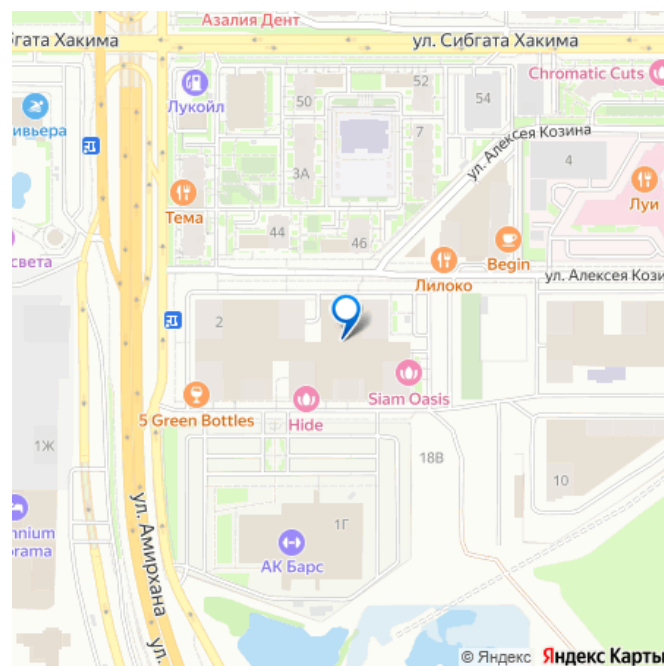 Азалия Дент
бгата Хакима
ул. Сибгата Хакима
Chromatic Cuts
52
50
54
Лукойл
ивьера
7
ул. Алексея Козина
4
3А
Луи
Тема
44
46
Begin
света
Лилоко
ул. Алексея Кози
2
Siam Oasis
5 Green Bottles
Hide
1Ж
18В
10
ул. Амирхана
nnium
orama
1Г
АК Барс
ул.
© Яндекс Яндекс Карты